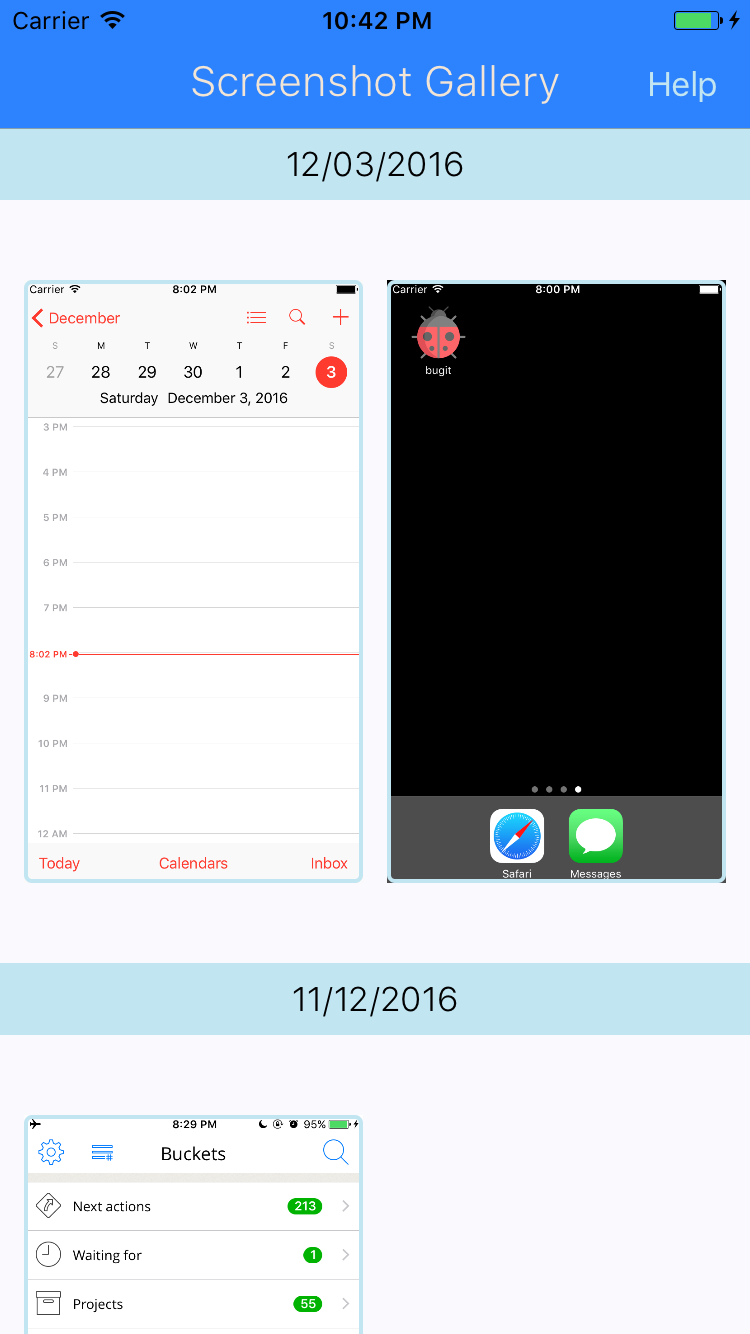 Carrier 10:42 PM
Screenshot Gallery Help
12/03/2016
Carrier 8:02 PM
December
S M T W T F S
27 28 29 30 1 2 3
Saturday December 3, 2016
3 PM
4 PM
5 PM
6 PM
7 PM
8:02 PM
9 PM
10 PM
11 PM
12 AM
Today Calendars Inbox
Carrier 8:00 PM
bugit
Safari Messages
11/12/2016
8:29 PM 95%
Buckets
Next actions 213
Waiting for 1
Projects 55